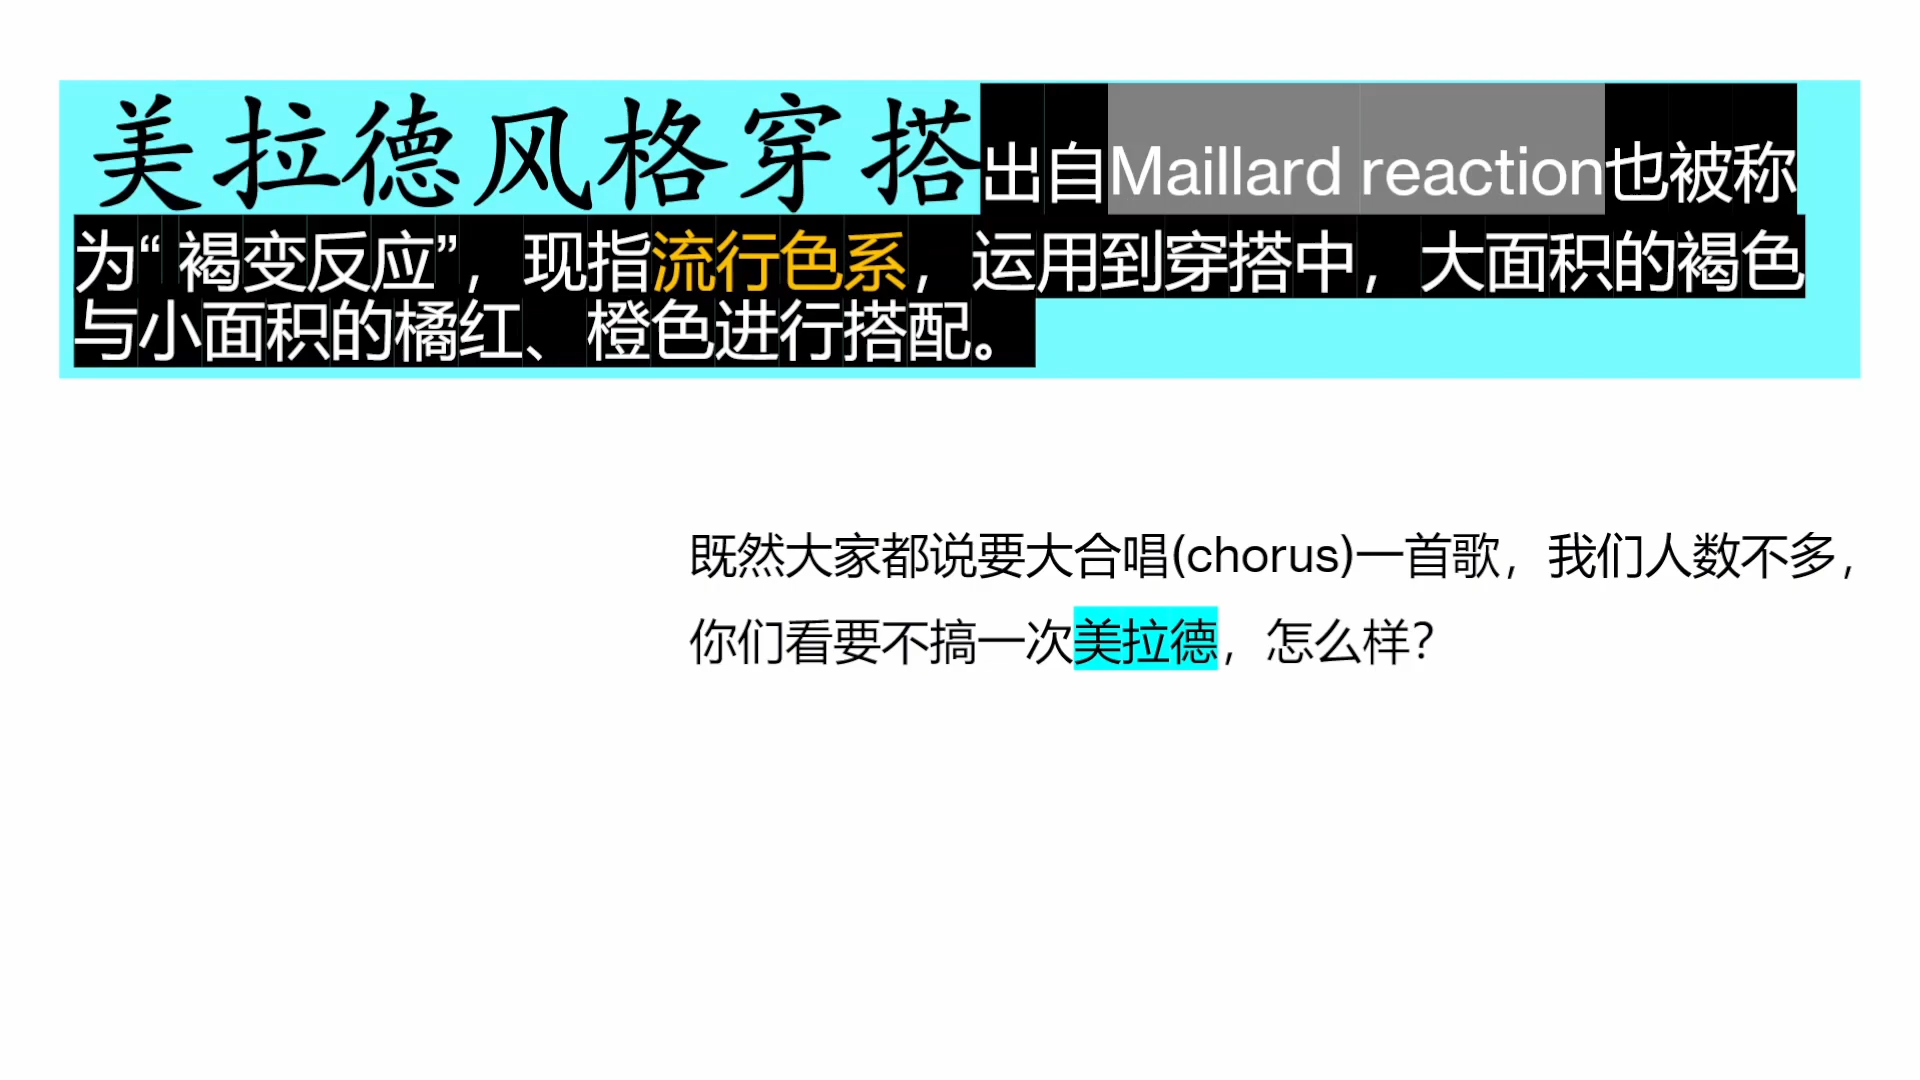 美拉德风格穿搭出自Maillard reaction也被称
为“褐变反应”，现指流行色系，运用到穿搭中，大面积的褐色
与小面积的橘红、橙色进行搭配。
既然大家都说要大合唱(chorus)一首歌，我们人数不多，
你们看要不搞一次美拉德，怎么样？